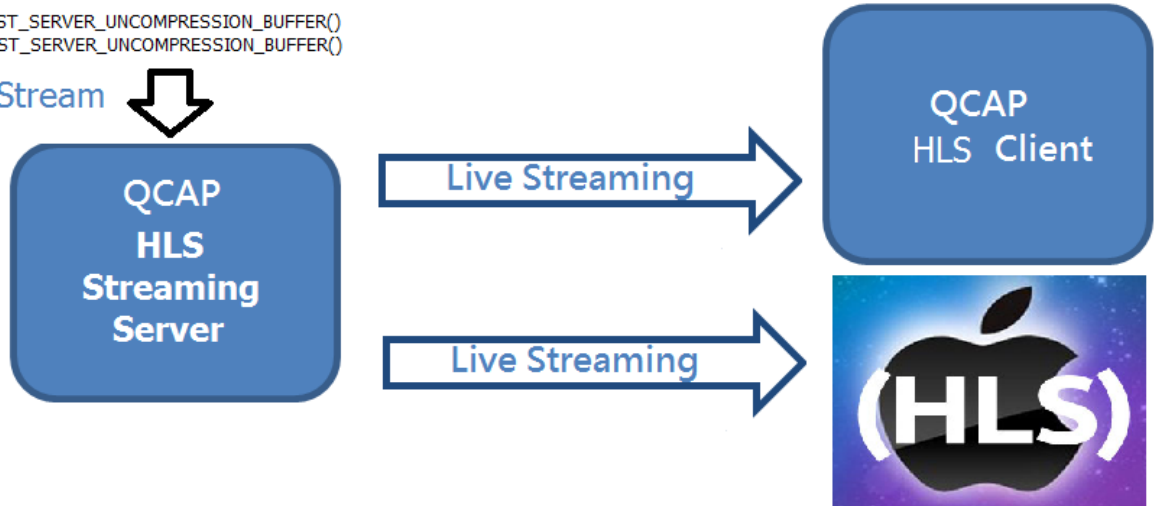 ST_SERVER_UNCOMPRESSION_BUFFER()
ST_SERVER_UNCOMPRESSION_BUFFER()
Stream
QCAP
HLS
Streaming
Server
Live Streaming
Live Streaming
QCAP
HLS Client
(HLS)